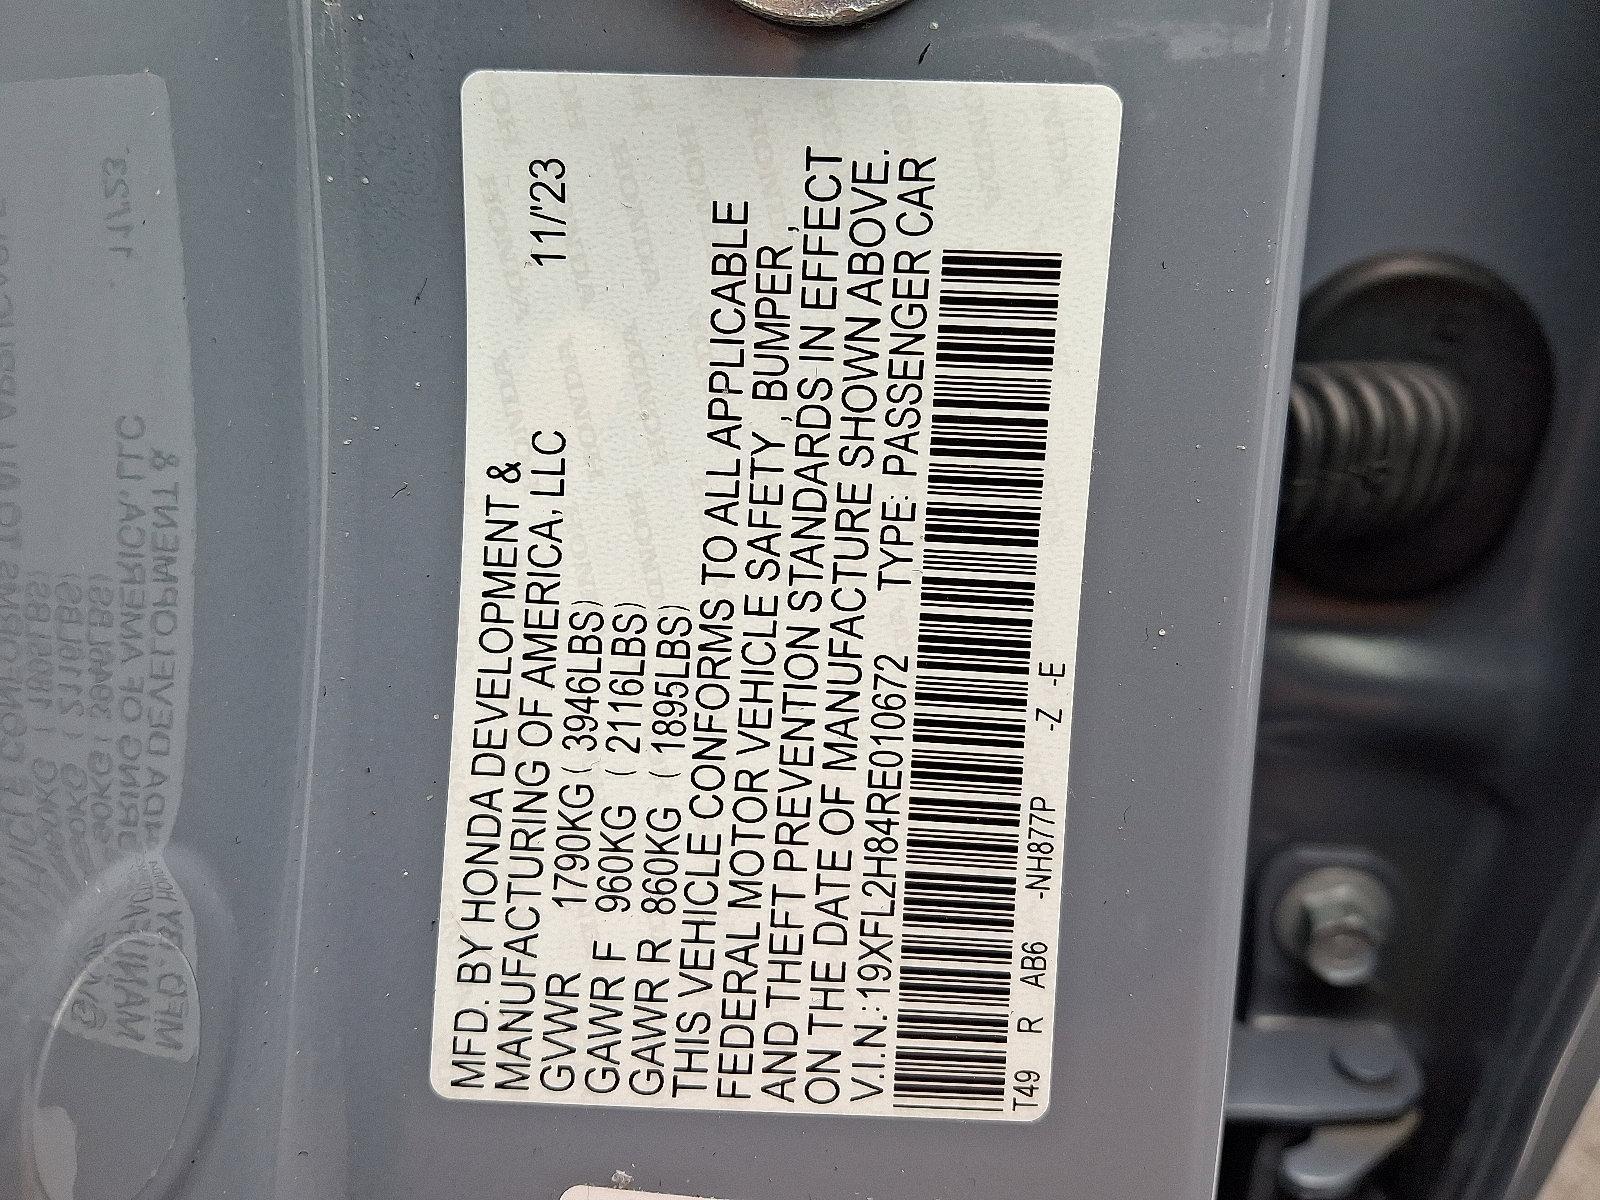 MFD. BY HONDA DEVELOPMENT &
MANUFACTURING OF AMERICA, LLC 11/'23
GVWR 1790KG ( 3946LBS)
GAWR F 960KG ( 2116LBS)
GAWR R 860KG ( 1895LBS)
THIS VEHICLE CONFORMS TO ALL APPLICABLE
FEDERAL MOTOR VEHICLE SAFETY , BUMPER ,
AND THEFT PREVENTION STANDARDS IN EFFECT
ON THE DATE OF MANUFACTURE SHOWN ABOVE.
V.I.N.: 19XFL2H84RE010672 TYPE: PASSENGER CAR
T49 R AB6 -NH877P -Z -E